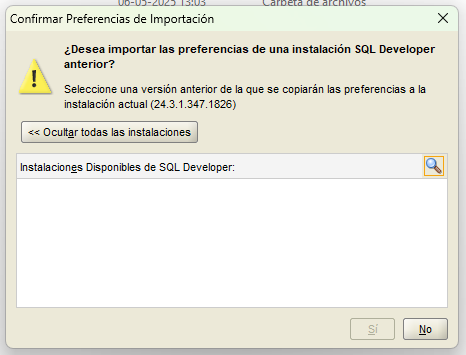 06-05-2025 13:03 Carpeta de archivos
Confirmar Preferencias de Importación
¿Desea importar las preferencias de una instalación SQL Developer
anterior?
Seleccione una versión anterior de la que se copiarán las preferencias a la
instalación actual (24.3.1.347.1826)
<< Ocultar todas las instalaciones
Instalaciones Disponibles de SQL Developer:
Sí No